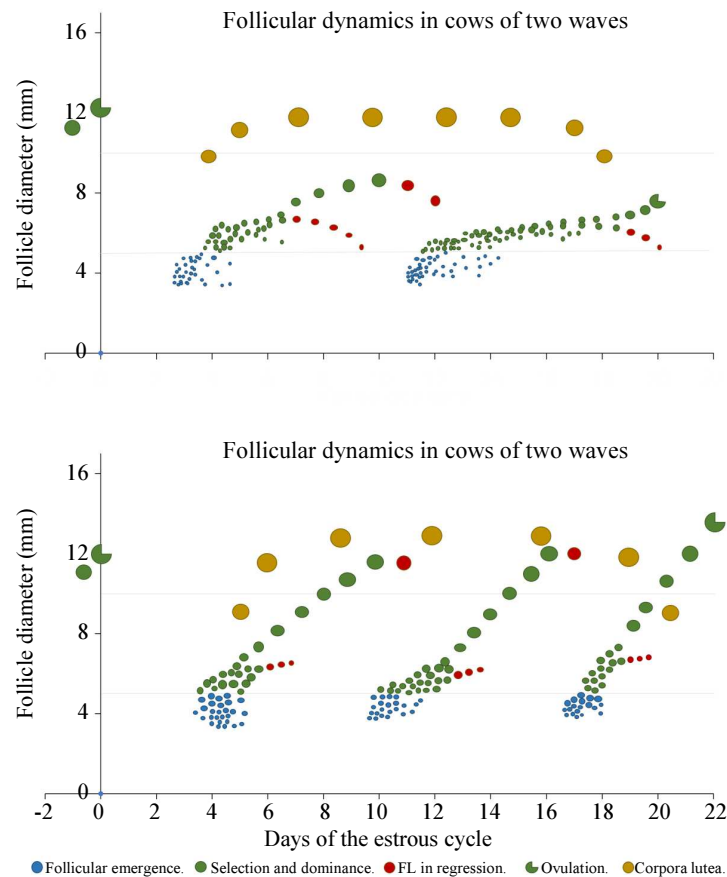 Follicular dynamics in cows of two waves
16
12
8
4
0
Follicle diameter (mm)
Follicular dynamics in cows of two waves
16
12
8
4
0
Follicle diameter (mm)
-2 0 2 4 6 8 10 12 14 16 18 20 22
Days of the estrous cycle
Follicular emergence. Selection and dominance. FL in regression. Ovulation. Corpora lutea.